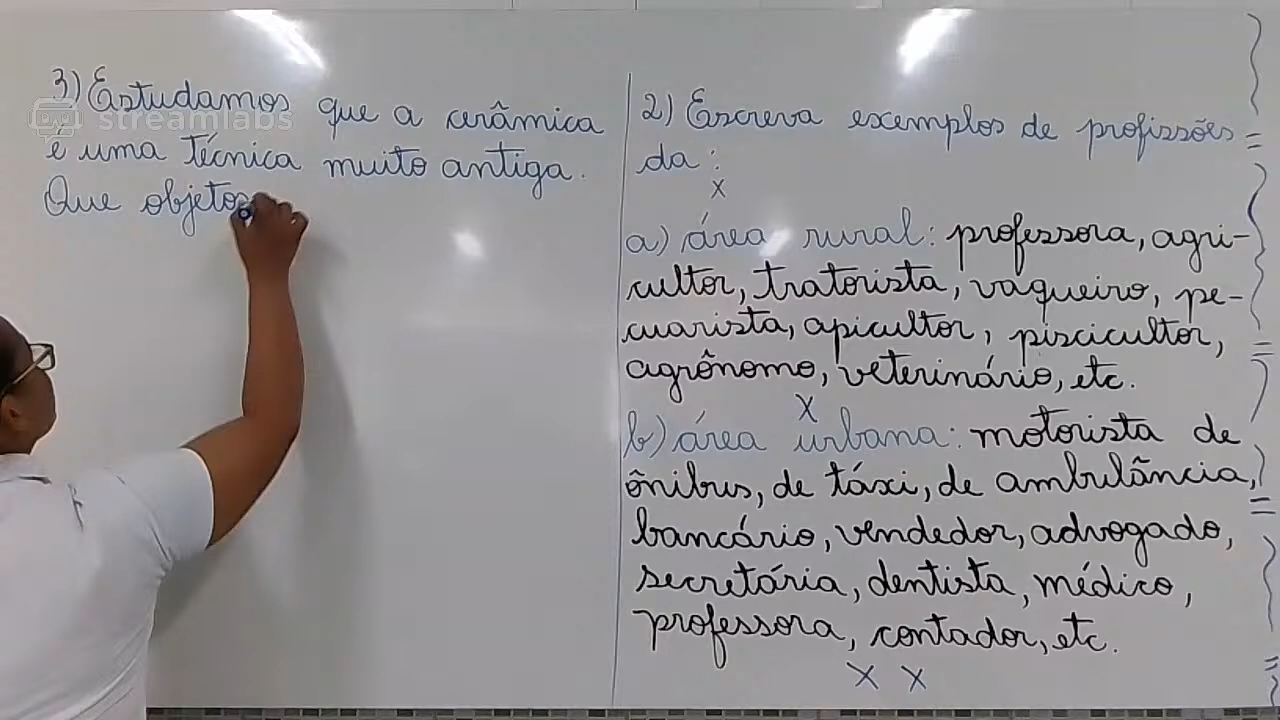 3) Estudamos que a cerâmica
é uma técnica muito antiga.
Que objetos
streamlabs
2) Escreva exemplos de profissões
da:
x
a) área rural: professora, agri-
cultor, tratorista, vaqueiro, pe-
cuarista, apicultor, piscicultor,
agrônomo, veterinário, etc.
x
b) área urbana: motorista de
ônibus, de táxi, de ambulância,
bancário, vendedor, advogado,
secretária, dentista, médico,
professora, contador, etc.
x x